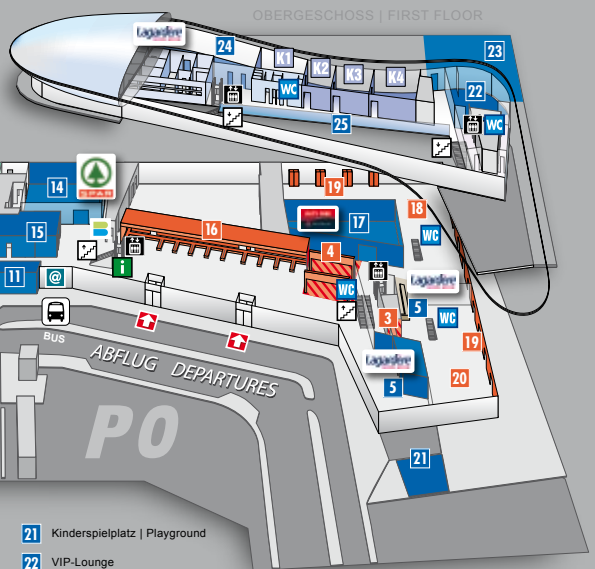 OBERGESCHOSS | FIRST FLOOR
Lagardère
24
K1
K2
K3
K4
23
WC
22
WC
25
14
SPAR
19
18
15
16
17
WC
4
i
11
@
WC
Lagardère
5
WC
3
19
BUS
ABFLUG DEPARTURES
Lagardère
5
20
P0
21
21 Kinderspielplatz | Playground
22 VIP-Lounge